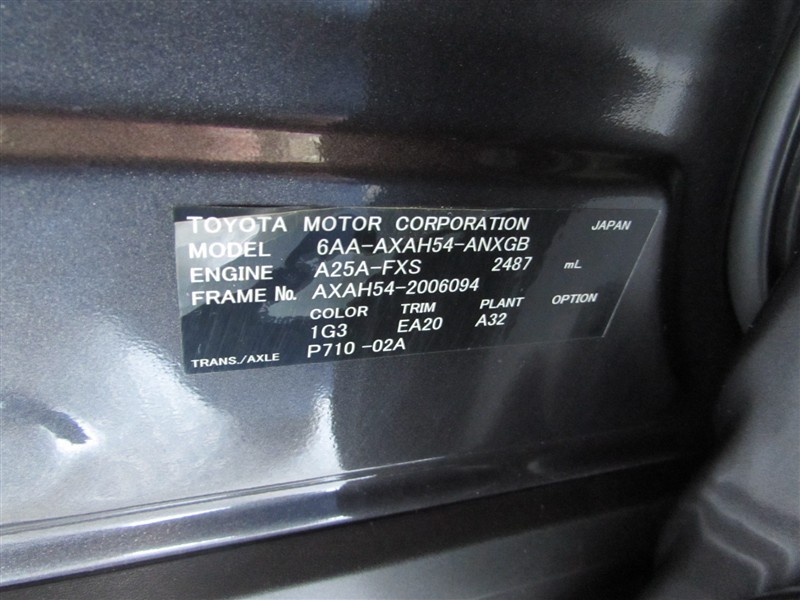 TOYOTA MOTOR CORPORATION JAPAN
MODEL 6AA-AXAH54-ANXGB
ENGINE A25A-FXS 2487 mL
FRAME No. AXAH54-2006094
COLOR TRIM PLANT OPTION
1G3 EA20 A32
TRANS./AXLE P710-02A